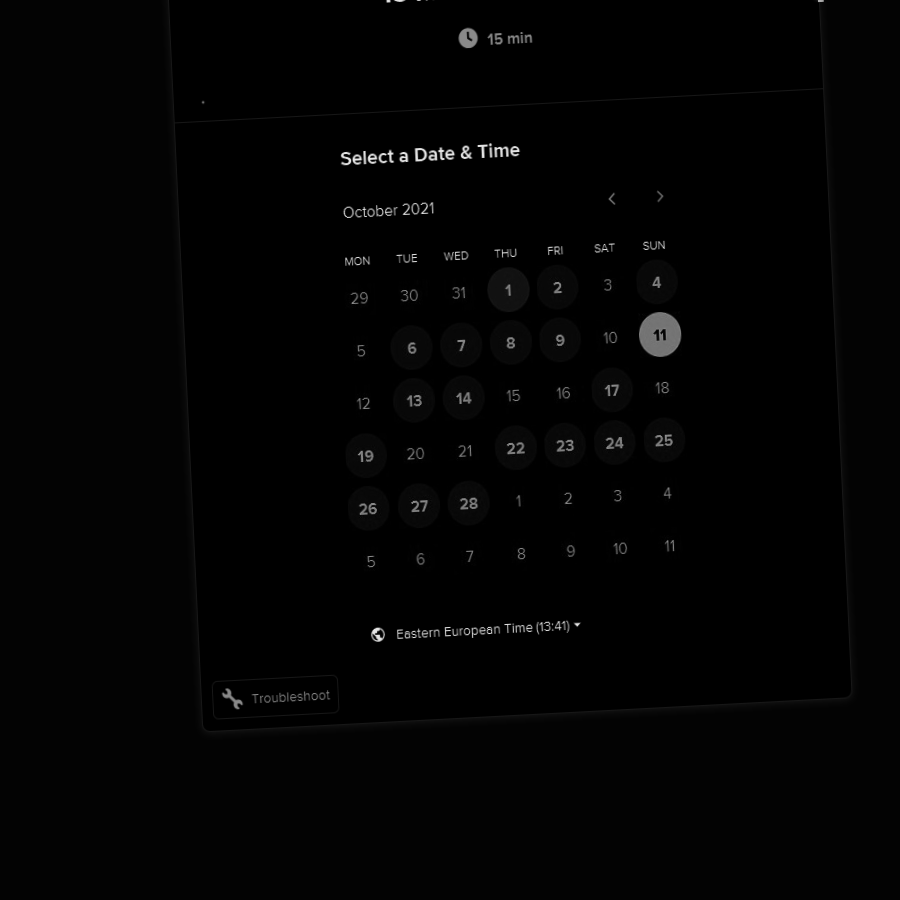 15 min
Select a Date & Time
October 2021
MON TUE WED THU FRI SAT SUN
29 30 31 1 2 3 4
5 6 7 8 9 10 11
12 13 14 15 16 17 18
19 20 21 22 23 24 25
26 27 28 1 2 3 4
5 6 7 8 9 10 11
Eastern European Time (13:41)
Troubleshoot